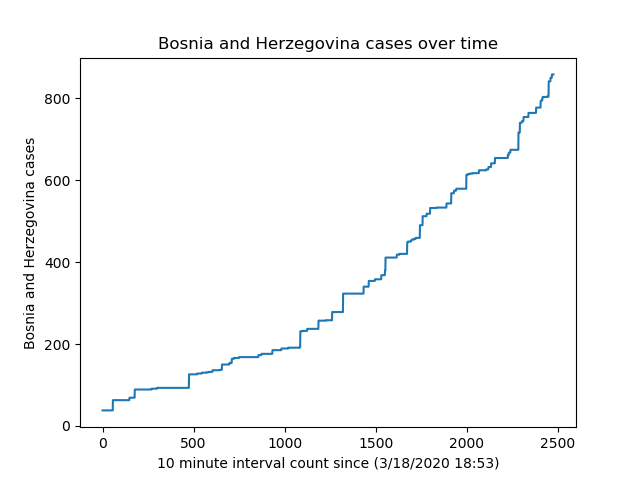 Bosnia and Herzegovina cases over time
Bosnia and Herzegovina cases
800
600
400
200
0
0 500 1000 1500 2000 2500
10 minute interval count since (3/18/2020 18:53)